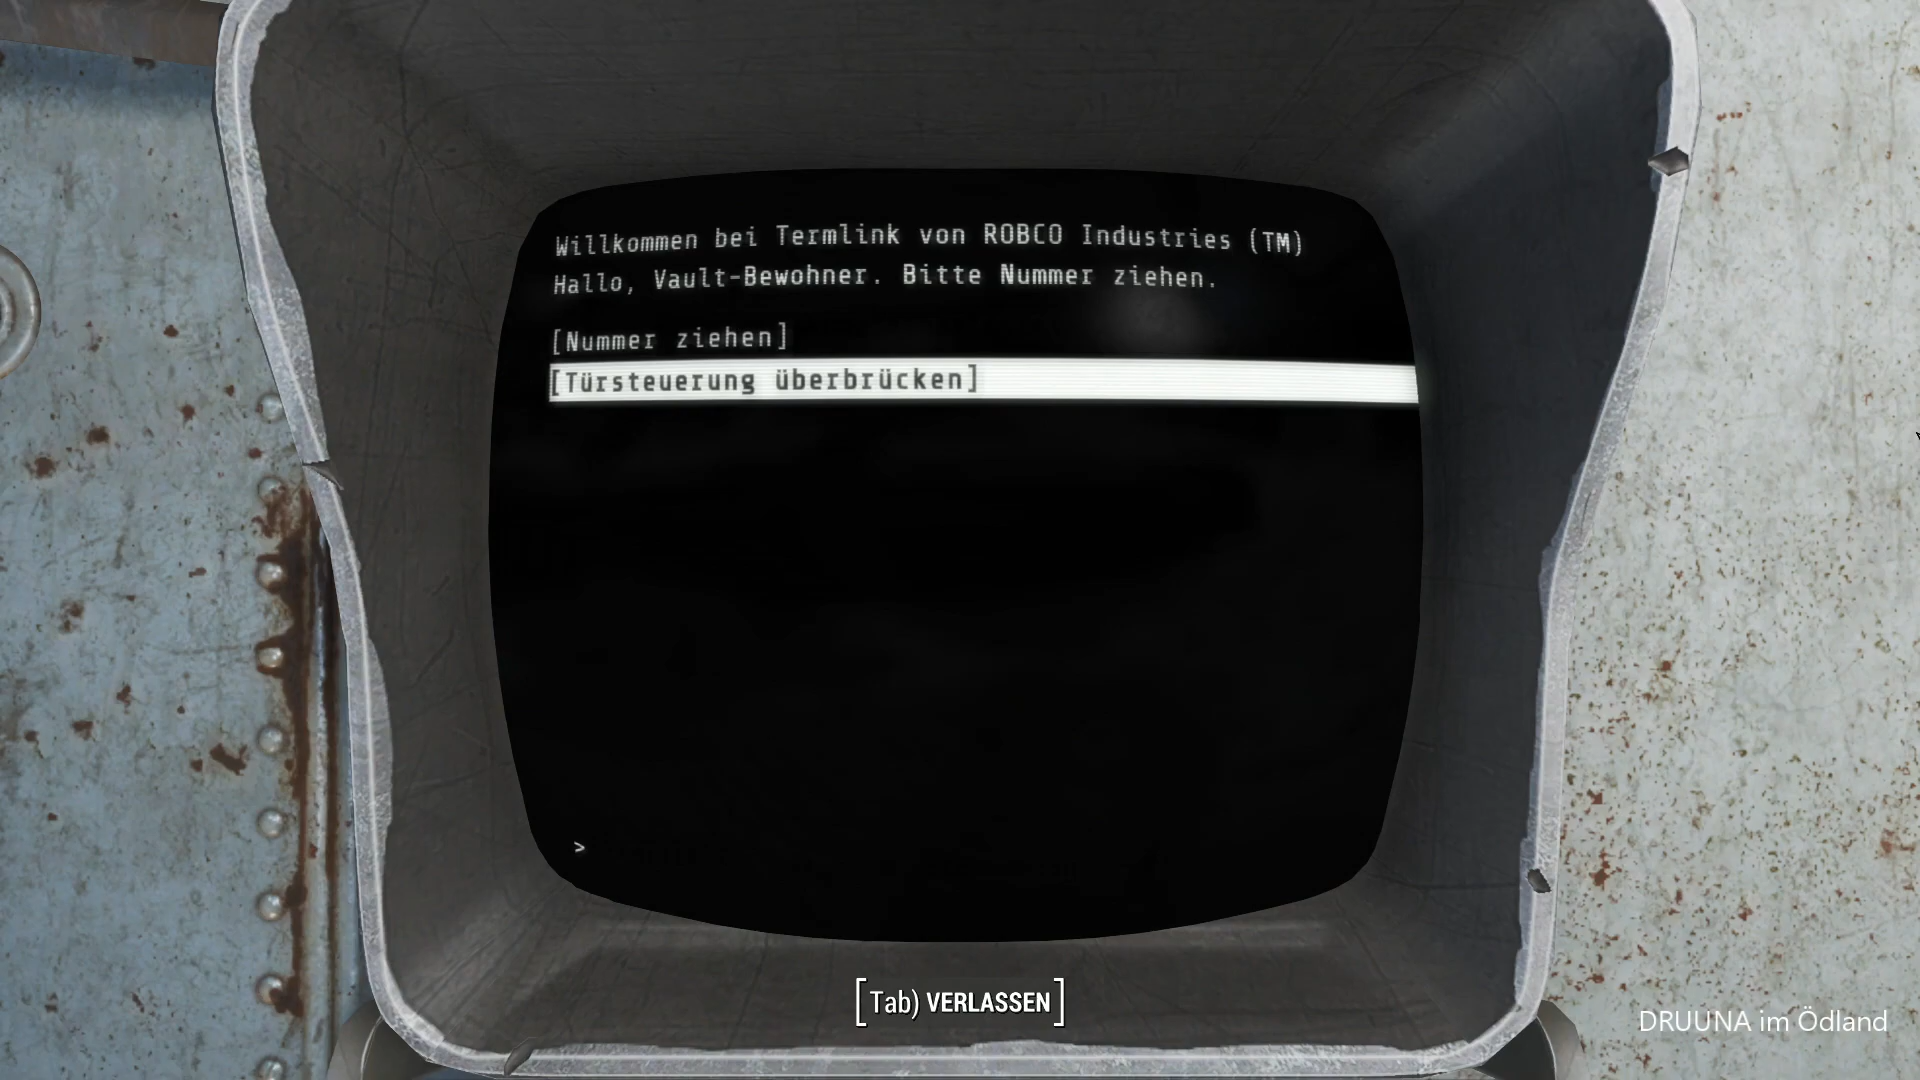 Willkommen bei Termlink von ROBCO Industries (TM)
Hallo, Vault-Bewohner. Bitte Nummer ziehen.
[Nummer ziehen]
[Türsteuerung überbrücken]
>
[Tab) VERLASSEN]
DRUUNA im Ödland